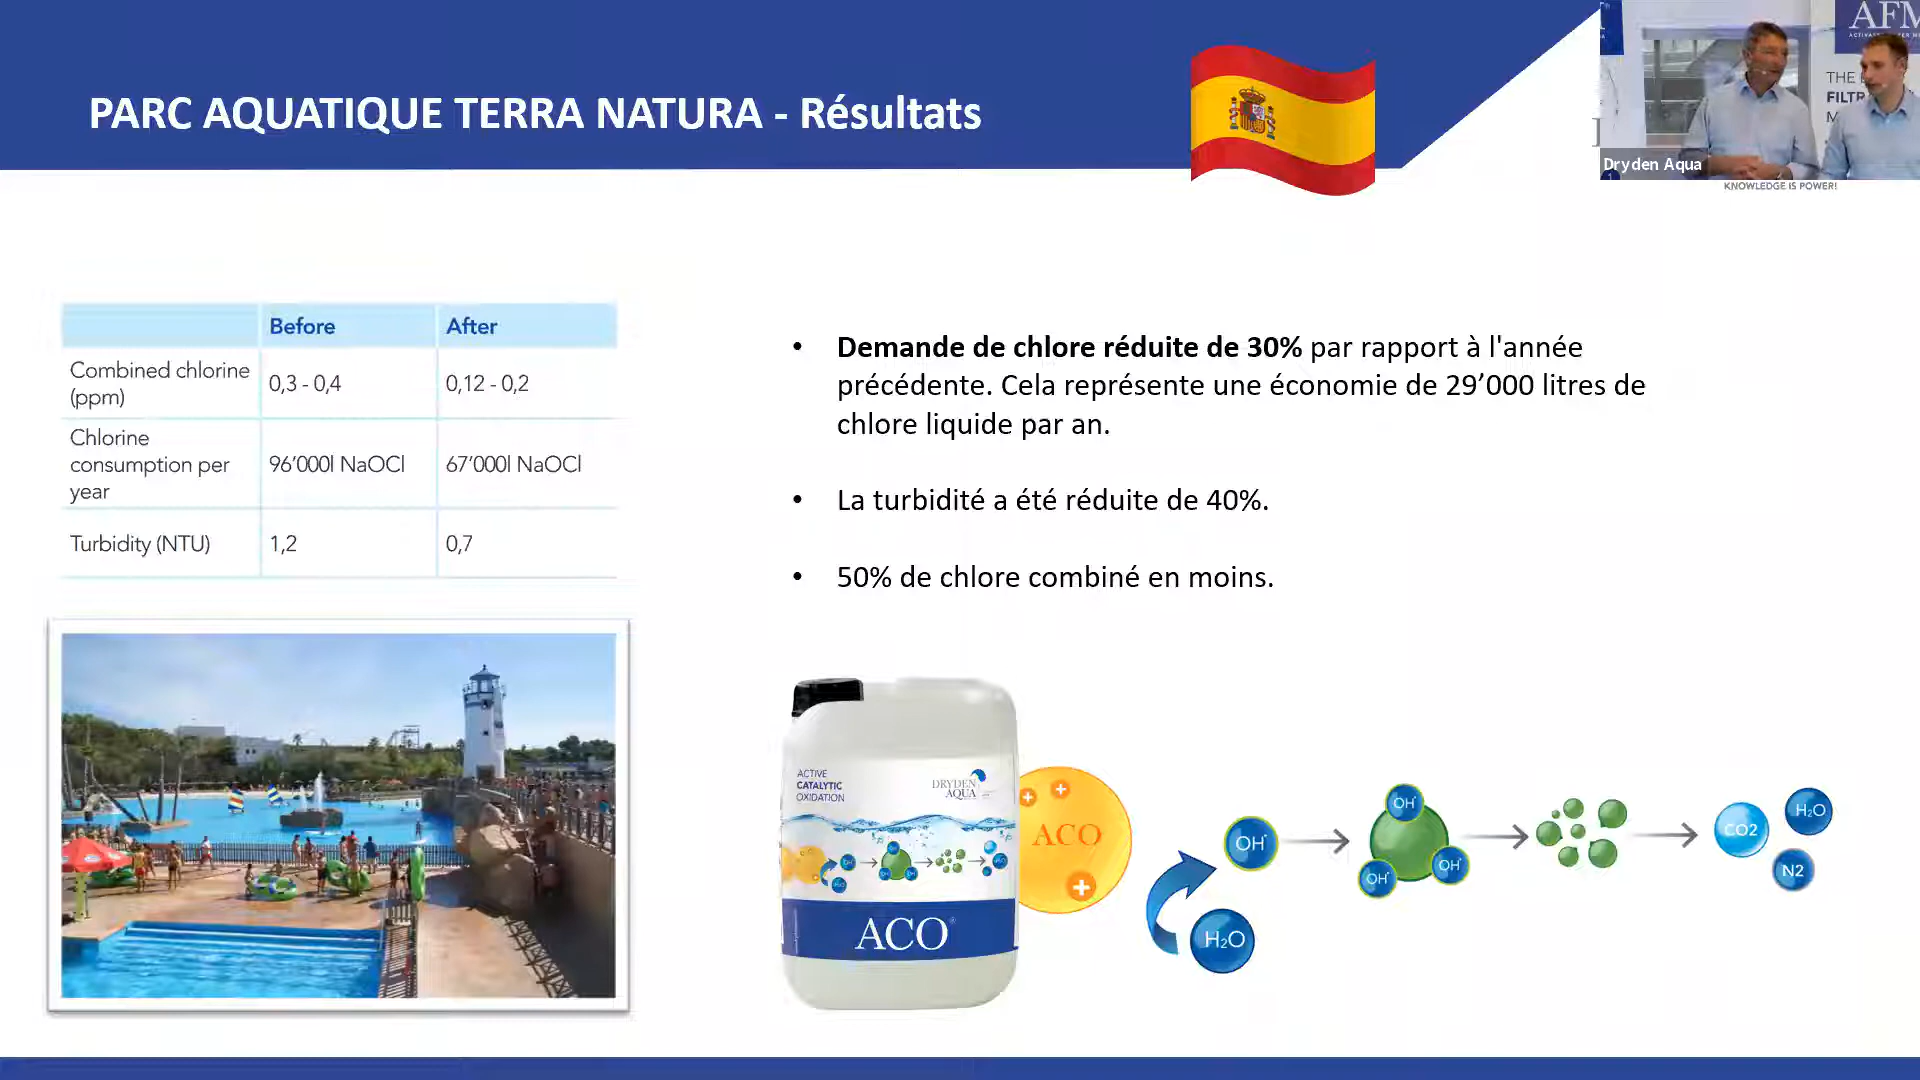 PARC AQUATIQUE TERRA NATURA - Résultats
AFM
THE
FILTR
M
Dryden Aqua
KNOWLEDGE IS POWER!
Before After
Combined chlorine
(ppm)
0,3 - 0,4 0,12 - 0,2
Chlorine
consumption per
year
96’000l NaOCl 67’000l NaOCl
Turbidity (NTU) 1,2 0,7
• Demande de chlore réduite de 30% par rapport à l'année
précédente. Cela représente une économie de 29’000 litres de
chlore liquide par an.
• La turbidité a été réduite de 40%.
• 50% de chlore combiné en moins.
ACTIVE
CATALYTIC
OXIDATION
DRYDEN
AQUA
ACO
ACO
H₂O
OH
OH
OH
OH
CO2
H₂O
N2